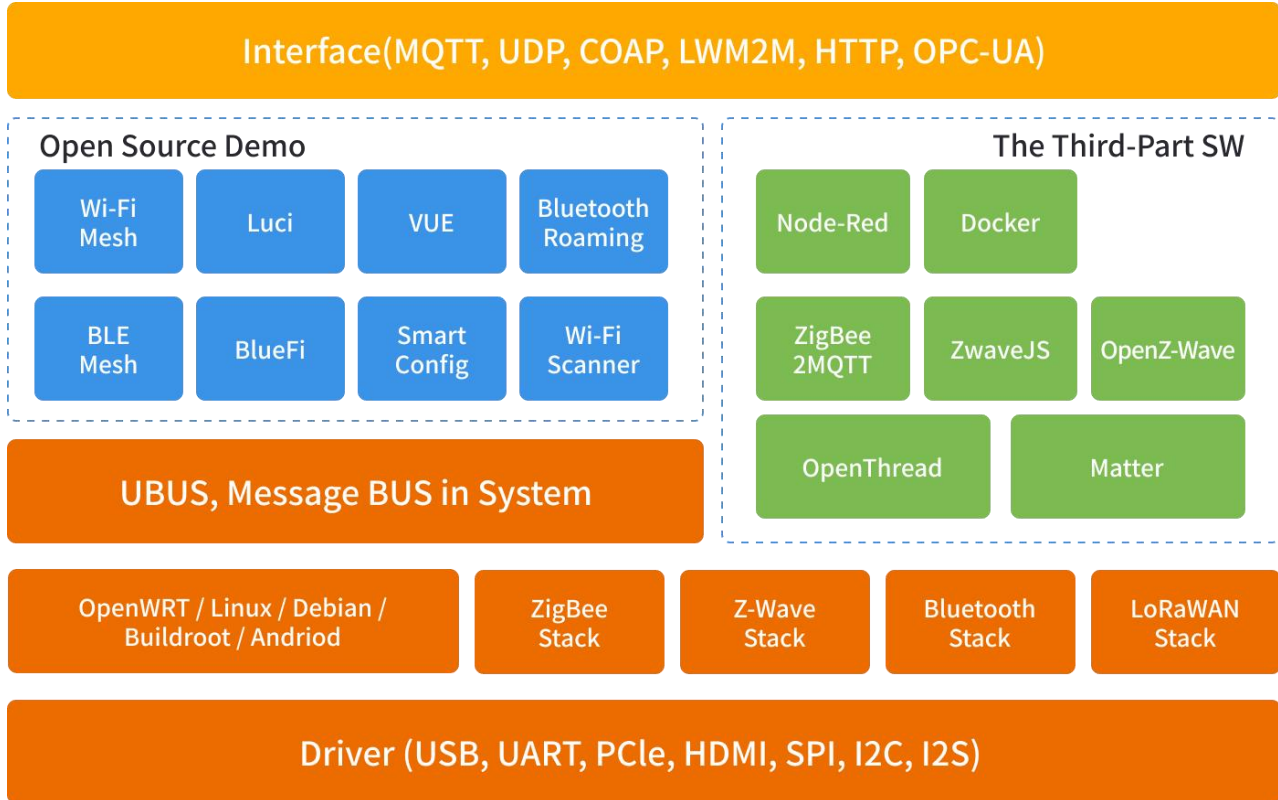 Interface(MQTT, UDP, COAP, LWM2M, HTTP, OPC-UA)
Open Source Demo
Wi-Fi
Mesh
Luci
VUE
Bluetooth
Roaming
BLE
Mesh
BlueFi
Smart
Config
Wi-Fi
Scanner
The Third-Part SW
Node-Red
Docker
ZigBee
2MQTT
ZwaveJS
OpenZ-Wave
OpenThread
Matter
UBUS, Message BUS in System
OpenWRT / Linux / Debian /
Buildroot / Andriod
ZigBee
Stack
Z-Wave
Stack
Bluetooth
Stack
LoRaWAN
Stack
Driver (USB, UART, PCle, HDMI, SPI, I2C, I2S)